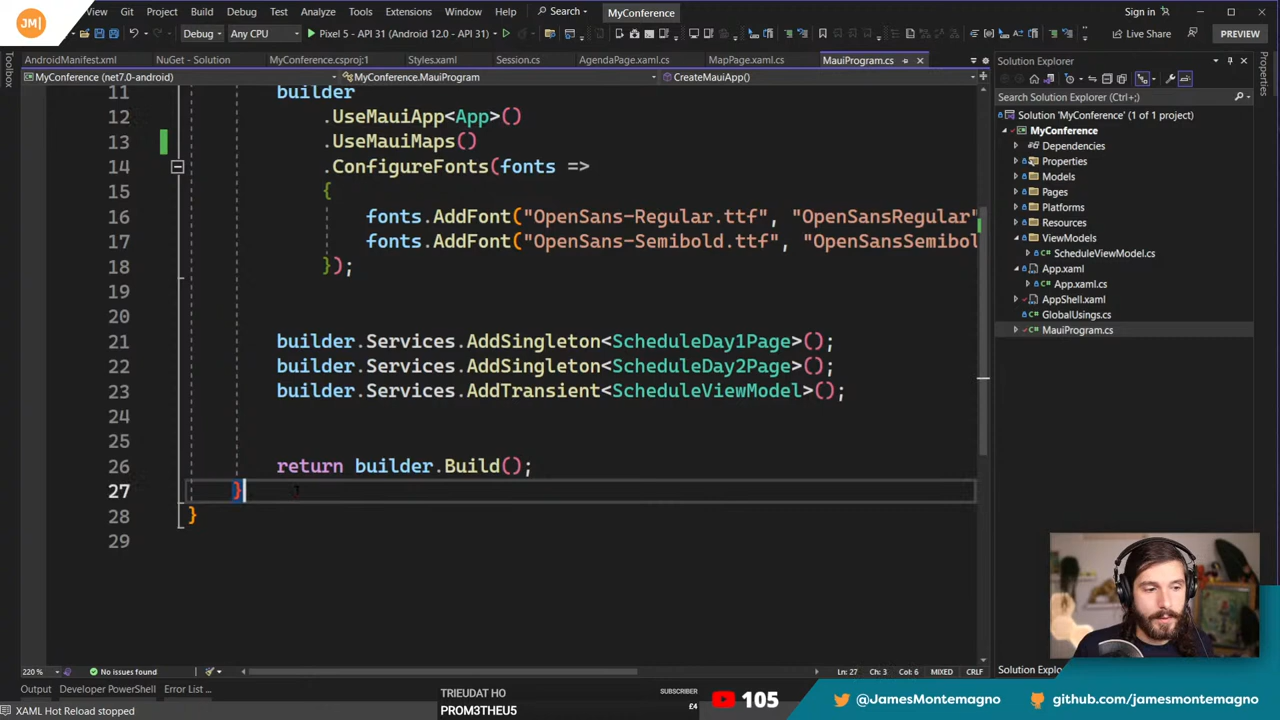 JM|
Edit
View
Git
Project
Build
Debug
Test
Analyze
Tools
Extensions
Window
Help
Search
MyConference
Sign in
Debug
Any CPU
Pixel 5 - API 31 (Android 12.0 - API 31)
Live Share
PREVIEW
Toolbox
AndroidManifest.xml
NuGet - Solution
MyConference.csproj:1
Styles.xaml
Session.cs
AgendaPage.xaml.cs
MapPage.xaml.cs
MauiProgram.cs
MyConference (net7.0-android)
MyConference.MauiProgram
CreateMauiApp()
11 builder
12 .UseMauiApp<App>()
13 .UseMauiMaps()
14 .ConfigureFonts(fonts =>
15 {
16 fonts.AddFont("OpenSans-Regular.ttf", "OpenSansRegular"
17 fonts.AddFont("OpenSans-Semibold.ttf", "OpenSansSemibol
18 });
19
20
21 builder.Services.AddSingleton<ScheduleDay1Page>();
22 builder.Services.AddSingleton<ScheduleDay2Page>();
23 builder.Services.AddTransient<ScheduleViewModel>();
24
25
26 return builder.Build();
27 }
28 }
29
Solution Explorer
Search Solution Explorer (Ctrl+;)
Solution 'MyConference' (1 of 1 project)
MyConference
Dependencies
Properties
Models
Pages
Platforms
Resources
ViewModels
ScheduleViewModel.cs
App.xaml
App.xaml.cs
AppShell.xaml
GlobalUsings.cs
MauiProgram.cs
Properties
220 %
No issues found
Ln: 27
Ch: 3
Col: 6
MIXED
CRLF
Output
Developer PowerShell
Error List ...
XAML Hot Reload stopped
TRIEUDAT HO
PROM3THEU5
SUBSCRIBER
£4
105
@JamesMontemagno
github.com/jamesmontemagno